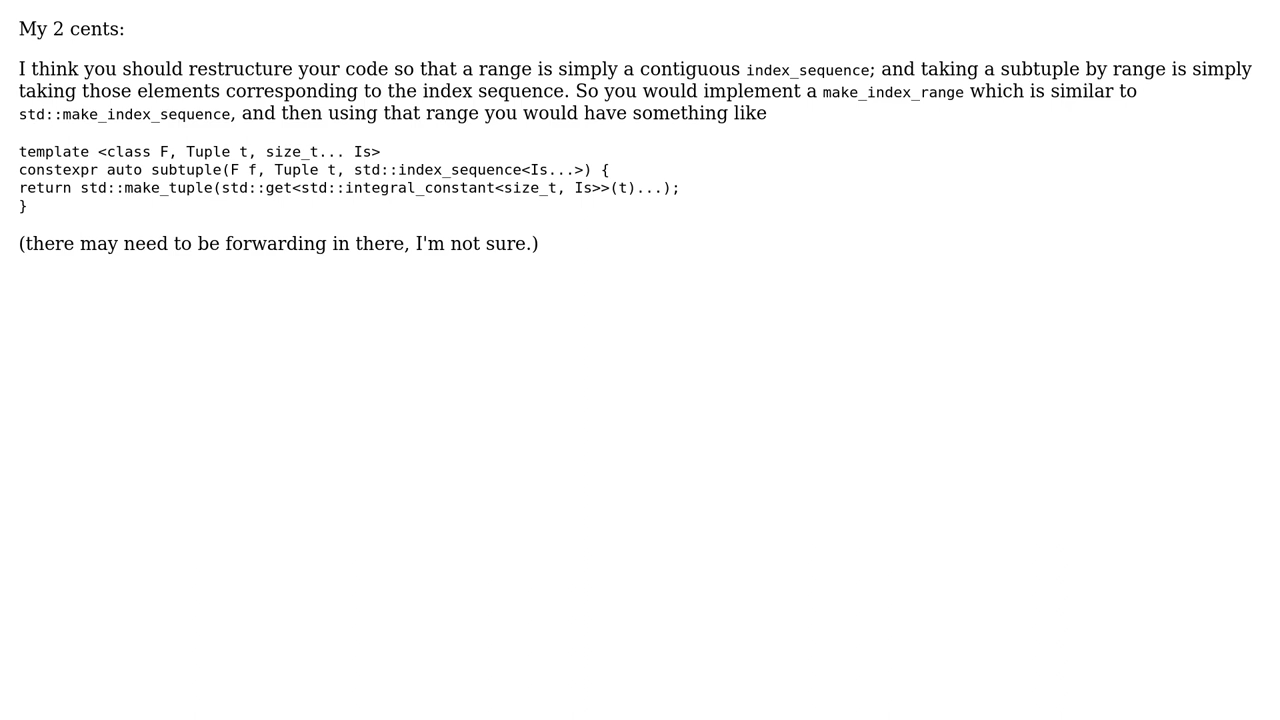 My 2 cents:
I think you should restructure your code so that a range is simply a contiguous index_sequence; and taking a subtuple by range is simply
taking those elements corresponding to the index sequence. So you would implement a make_index_range which is similar to
std::make_index_sequence, and then using that range you would have something like
template <class F, Tuple t, size_t... Is>
constexpr auto subtuple(F f, Tuple t, std::index_sequence<Is...>) {
return std::make_tuple(std::get<std::integral_constant<size_t, Is>>(t)...);
}
(there may need to be forwarding in there, I'm not sure.)